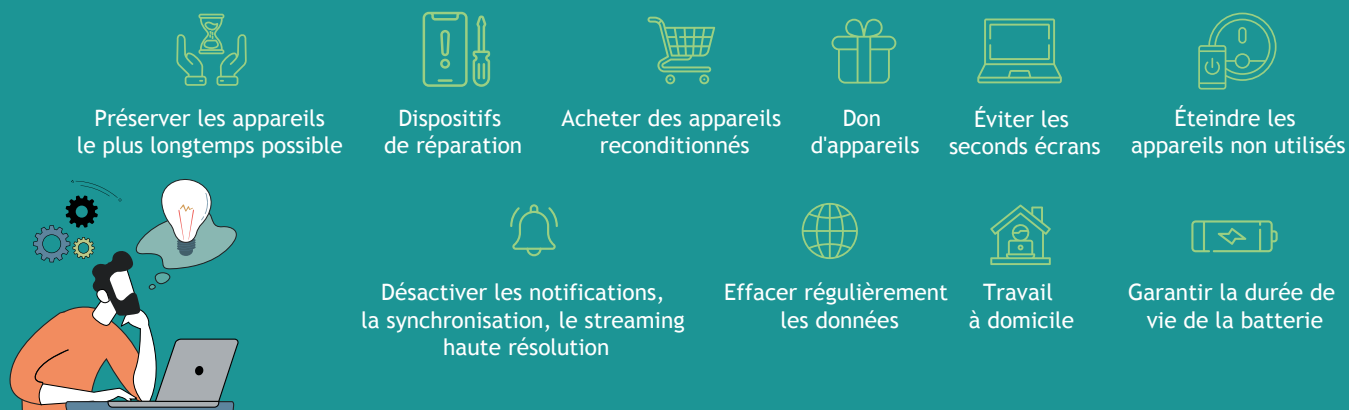 Préserver les appareils
le plus longtemps possible
Dispositifs
de réparation
Acheter des appareils
reconditionnés
Don
d'appareils
Éviter les
seconds écrans
Éteindre les
appareils non utilisés
Désactiver les notifications,
la synchronisation, le streaming
haute résolution
Effacer régulièrement
les données
Travail
à domicile
Garantir la durée de
vie de la batterie